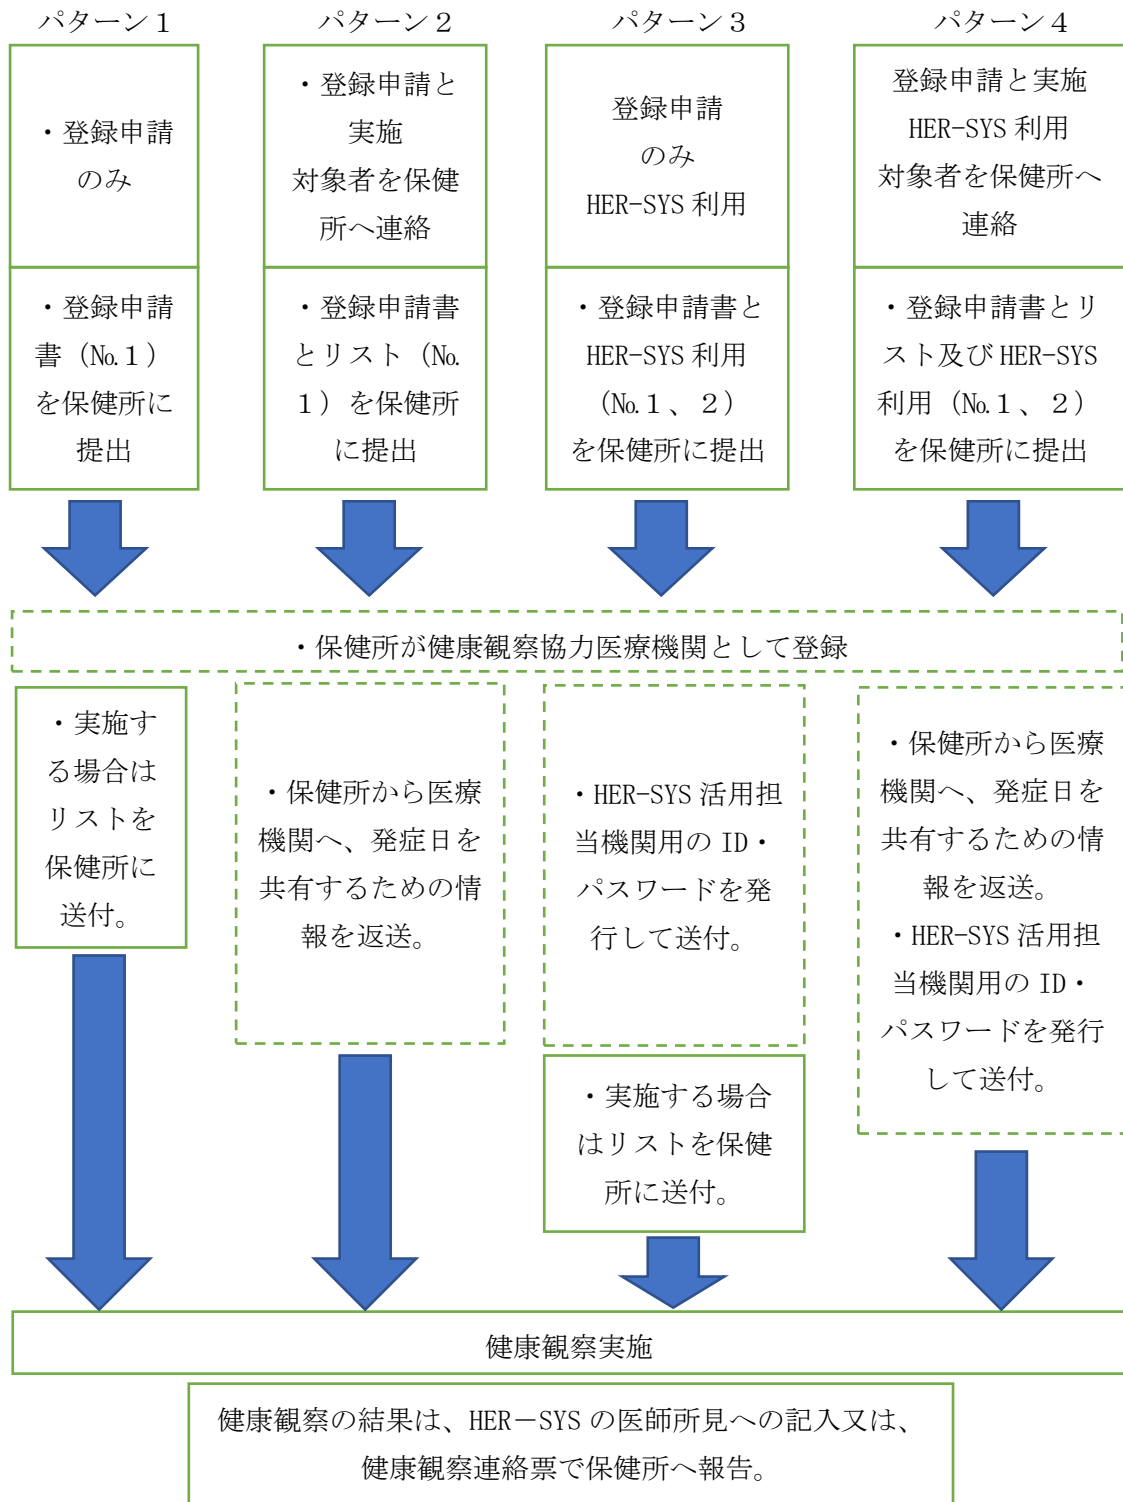 パターン１
パターン２
パターン３
パターン４
・登録申請
のみ
・登録申請と
実施
対象者を保健
所へ連絡
登録申請
のみ
HER-SYS 利用
登録申請と実施
HER-SYS 利用
対象者を保健所へ
連絡
・登録申請
書（№１）
を保健所に
提出
・登録申請書
とリスト（№
１）を保健所
に提出
・登録申請書と
HER-SYS 利用
（№１、２）
を保健所に提出
・登録申請書とリ
スト及び HER-SYS
利用（№１、２）
を保健所に提出
・保健所が健康観察協力医療機関として登録
・実施す
る場合は
リストを
保健所に
送付。
・保健所から医療
機関へ、発症日を
共有するための情
報を返送。
・HER-SYS 活用担
当機関用の ID・
パスワードを発
行して送付。
・実施する場合
はリストを保健
所に送付。
・保健所から医療
機関へ、発症日を
共有するための情
報を返送。
・HER-SYS 活用担
当機関用の ID・
パスワードを発行
して送付。
健康観察実施
健康観察の結果は、HER－SYS の医師所見への記入又は、
健康観察連絡票で保健所へ報告。